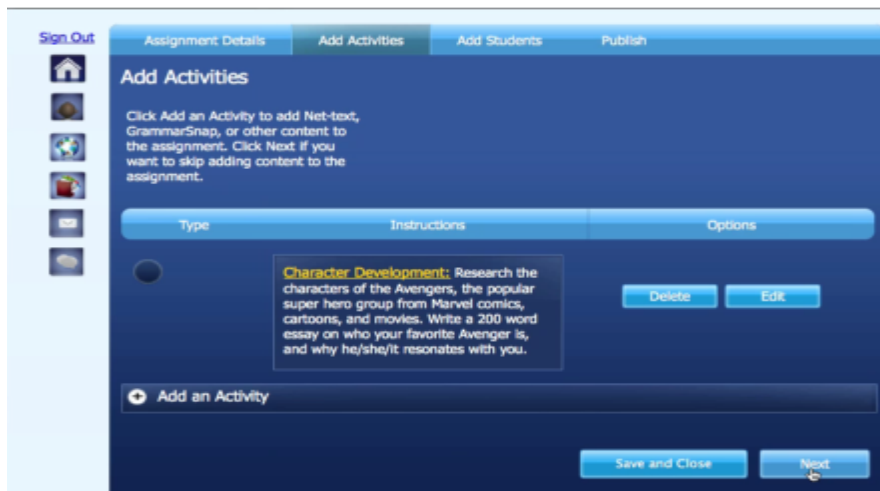 Sign Out
Assignment Details Add Activities Add Students Publish
Add Activities
Click Add an Activity to add Net-text,
GrammarSnap, or other content to
the assignment. Click Next if you
want to skip adding content to the
assignment.
Type Instructions Options
Character Development: Research the
characters of the Avengers, the popular
super hero group from Marvel comics,
cartoons, and movies. Write a 200 word
essay on who your favorite Avenger is,
and why he/she/it resonates with you.
Delete Edit
Add an Activity
Save and Close Next